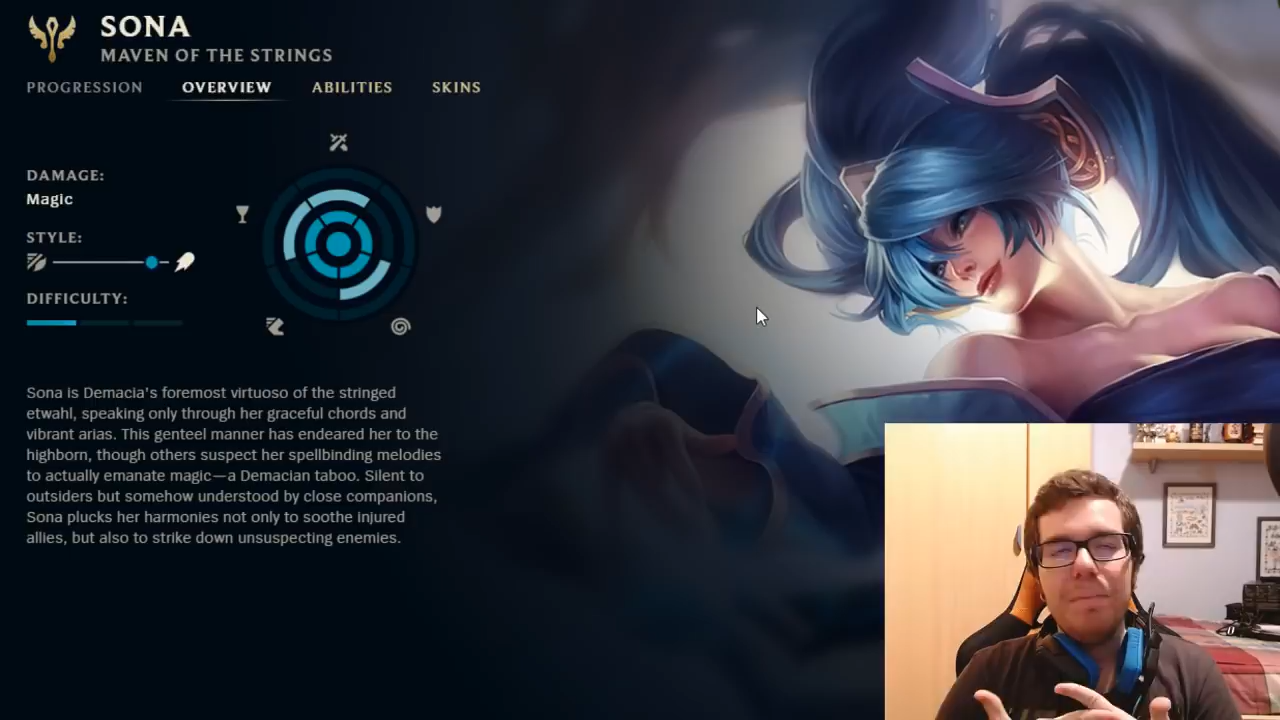 SONA
MAVEN OF THE STRINGS
PROGRESSION OVERVIEW ABILITIES SKINS
DAMAGE:
Magic
STYLE:
DIFFICULTY:
Sona is Demacia's foremost virtuoso of the stringed
etwahl, speaking only through her graceful chords and
vibrant arias. This genteel manner has endeared her to the
highborn, though others suspect her spellbinding melodies
to actually emanate magic—a Demacian taboo. Silent to
outsiders but somehow understood by close companions,
Sona plucks her harmonies not only to soothe injured
allies, but also to strike down unsuspecting enemies.